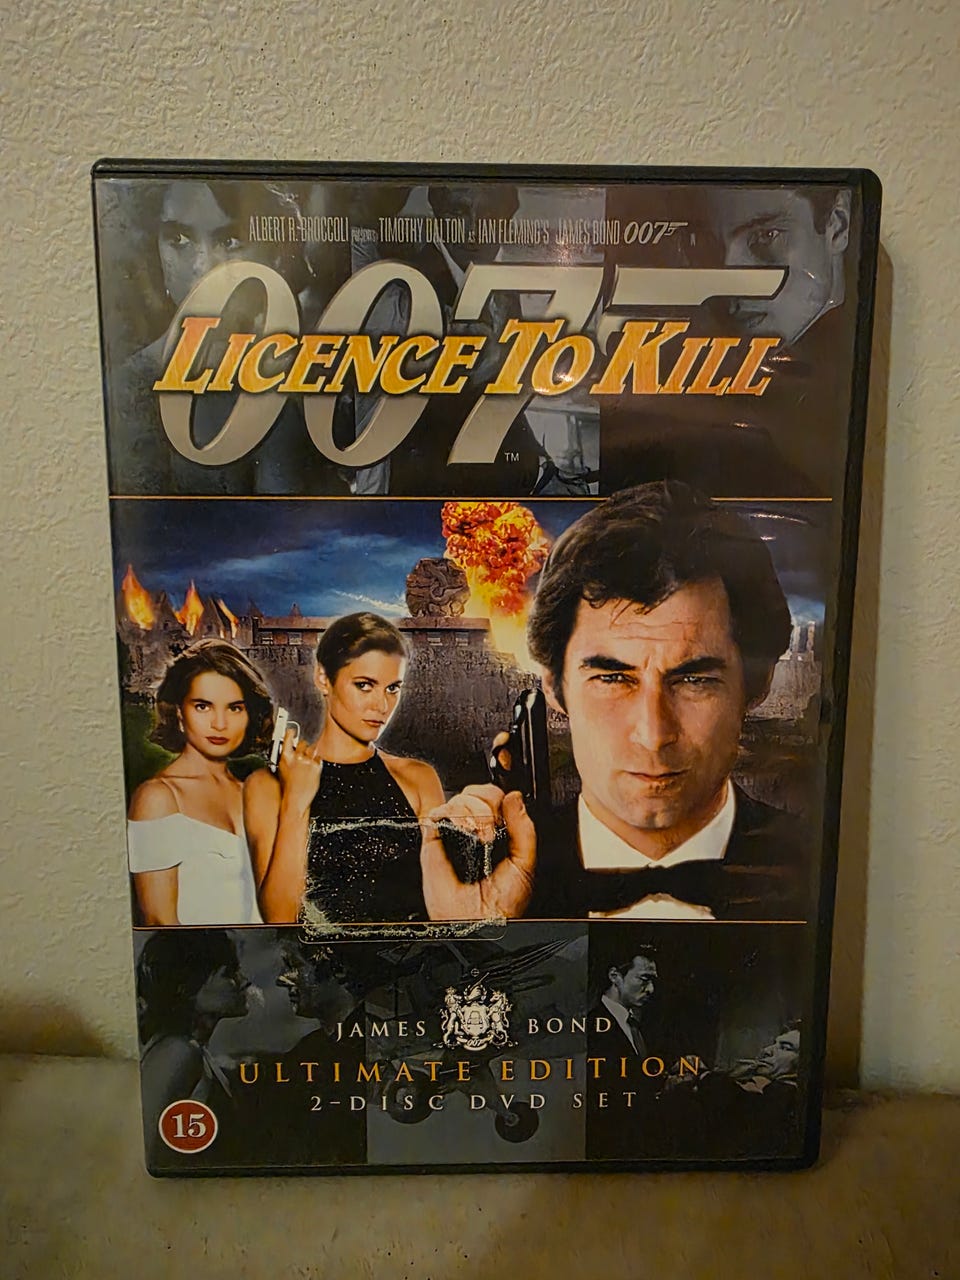 ALBERT R. BROCCOLI PRESENTS TIMOTHY DALTON AS IAN FLEMING'S JAMES BOND 007
007
LICENCE TO KILL
TM
JAMES BOND
007
ULTIMATE EDITION
2-DISC DVD SET
15